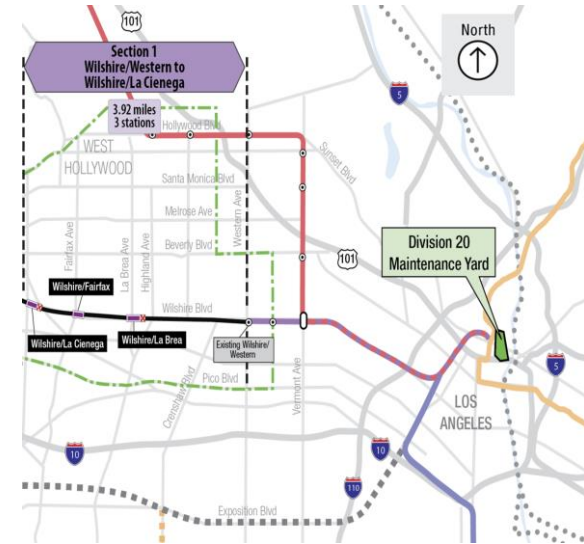 101
Section 1
Wilshire/Western to
Wilshire/La Cienega
North
3.92 miles
3 stations
5
Hollywood Blvd
WEST
HOLLYWOOD
Sunset Blvd
Santa Monica Blvd
Melrose Ave
Fairfax Ave
La Brea Ave
Highland Ave
Western Ave
Beverly Blvd
101
Division 20
Maintenance Yard
Wilshire/Fairfax
Wilshire Blvd
Wilshire/La Cienega
Wilshire/La Brea
Existing Wilshire/
Western
5
Pico Blvd
Crenshaw Blvd
Vermont Ave
LOS
ANGELES
10
10
110
Exposition Blvd